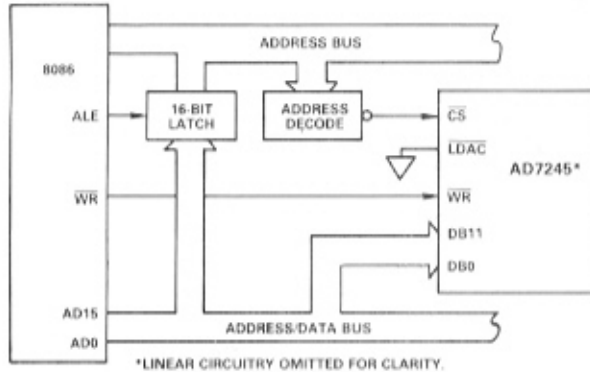 ADDRESS BUS
8086
ALE
16-BIT
LATCH
ADDRESS
DECODE
CS
LDAC
AD7245*
WR
WR
DB11
DB0
AD15
ADDRESS/DATA BUS
AD0
*LINEAR CIRCUITRY OMITTED FOR CLARITY.